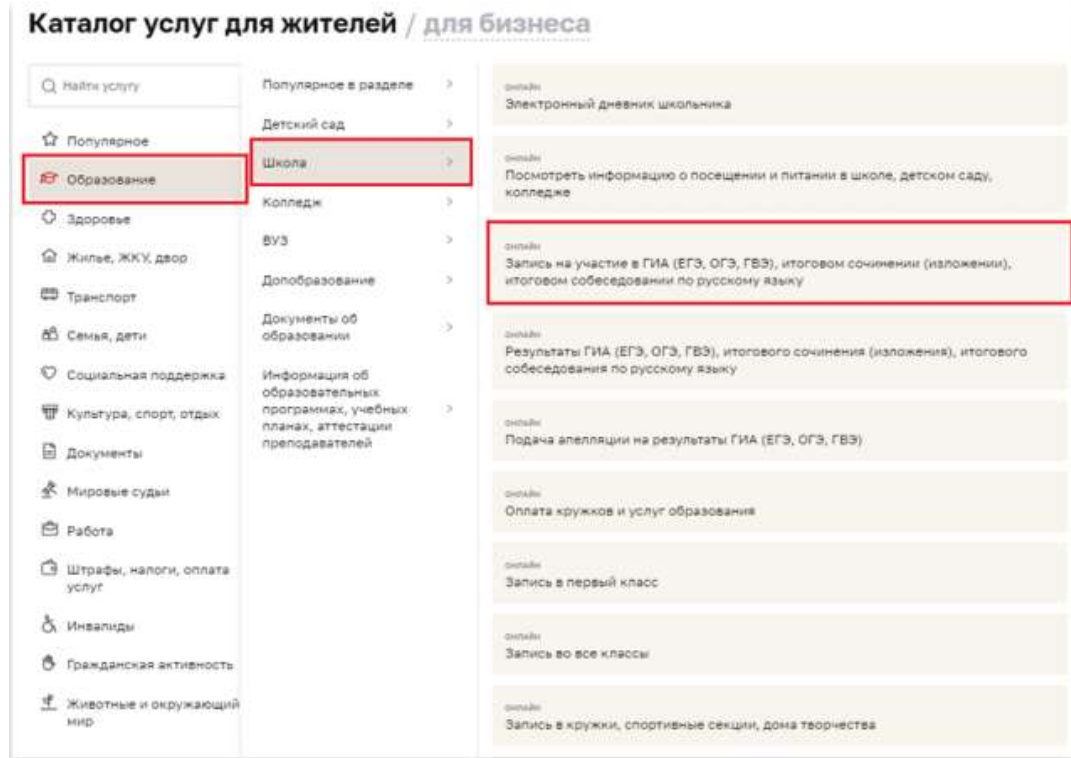 Каталог услуг для жителей / для бизнеса
Найти услугу
Популярное
Образование
Здоровье
Жилье, ЖКУ, двор
Транспорт
Семья, дети
Социальная поддержка
Культура, спорт, отдых
Документы
Мировые судьи
Работа
Штрафы, налоги, оплата
услуг
Инвалиды
Гражданская активность
Животные и окружающий
мир
Популярное в разделе
Детский сад
Школа
Колледж
ВУЗ
Допобразование
Документы об
образовании
Информация об
образовательных
программах, учебных
планах, аттестации
преподавателей
онлайн
Электронный дневник школьника
онлайн
Посмотреть информацию о посещении и питании в школе, детском саду,
колледже
онлайн
Запись на участие в ГИА (ЕГЭ, ОГЭ, ГВЭ), итоговом сочинении (изложении),
итоговом собеседовании по русскому языку
онлайн
Результаты ГИА (ЕГЭ, ОГЭ, ГВЭ), итогового сочинения (изложения), итогового
собеседования по русскому языку
онлайн
Подача апелляции на результаты ГИА (ЕГЭ, ОГЭ, ГВЭ)
онлайн
Оплата кружков и услуг образования
онлайн
Запись в первый класс
онлайн
Запись во все классы
онлайн
Запись в кружки, спортивные секции, дома творчества